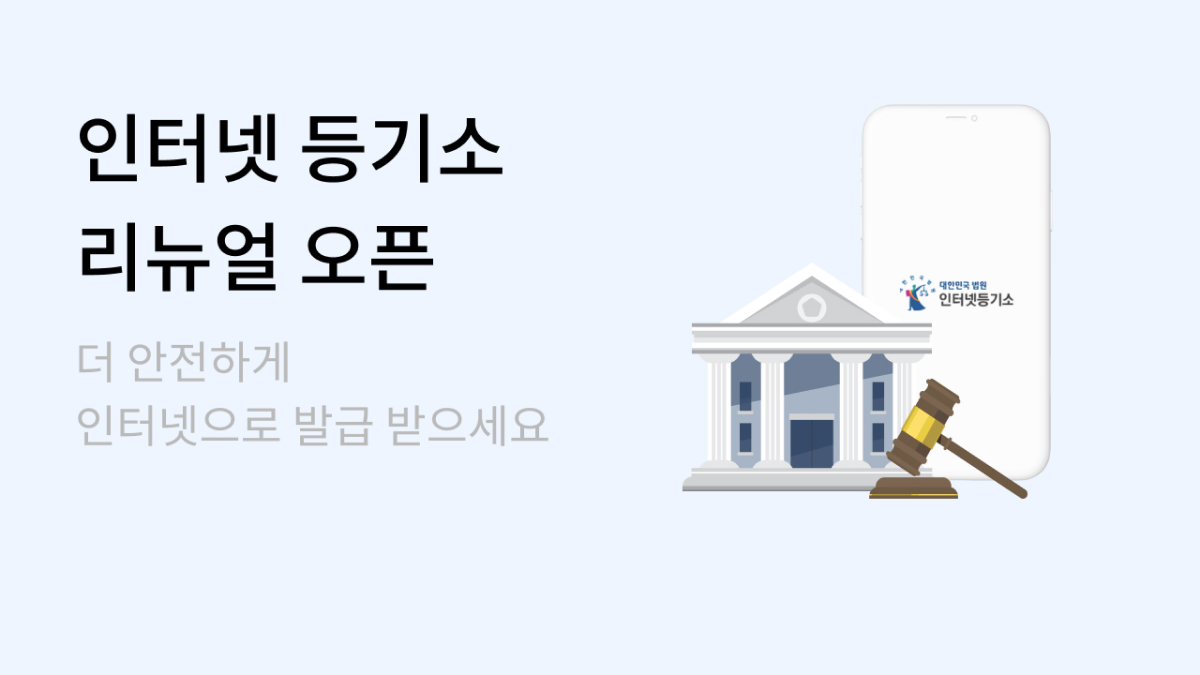 인터넷 등기소
리뉴얼 오픈
더 안전하게
인터넷으로 발급 받으세요
대한민국 법원
인터넷등기소